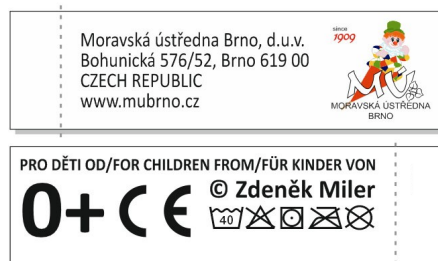 Moravská ústředna Brno, d.u.v.
Bohunická 576/52, Brno 619 00
CZECH REPUBLIC
www.mubrno.cz
since
1909
MU
MORAVSKÁ ÚSTŘEDNA
BRNO
PRO DĚTI OD/FOR CHILDREN FROM/FÜR KINDER VON
0+ CE
© Zdeněk Miler
40